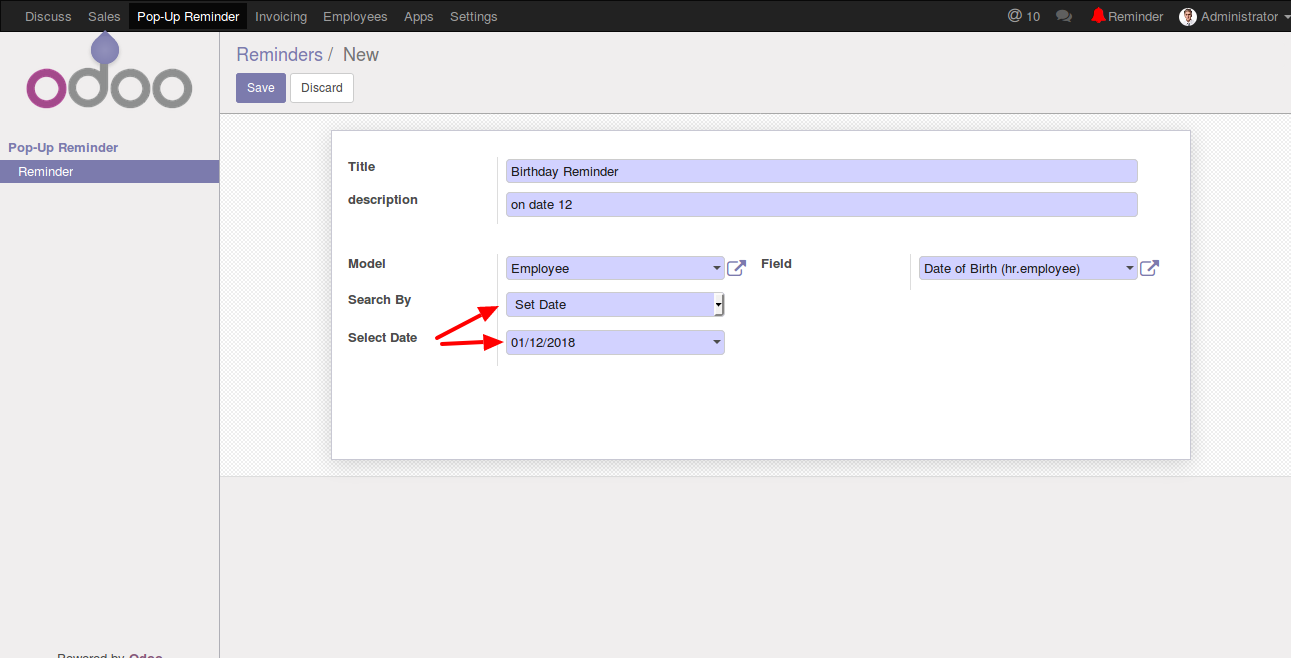 Discuss Sales Pop-Up Reminder Invoicing Employees Apps Settings @ 10 Reminder Administrator
odoo
Reminders / New
Save Discard
Pop-Up Reminder
Reminder
Title Birthday Reminder
description on date 12
Model Employee Field Date of Birth (hr.employee)
Search By Set Date
Select Date 01/12/2018
Powered by Odoo